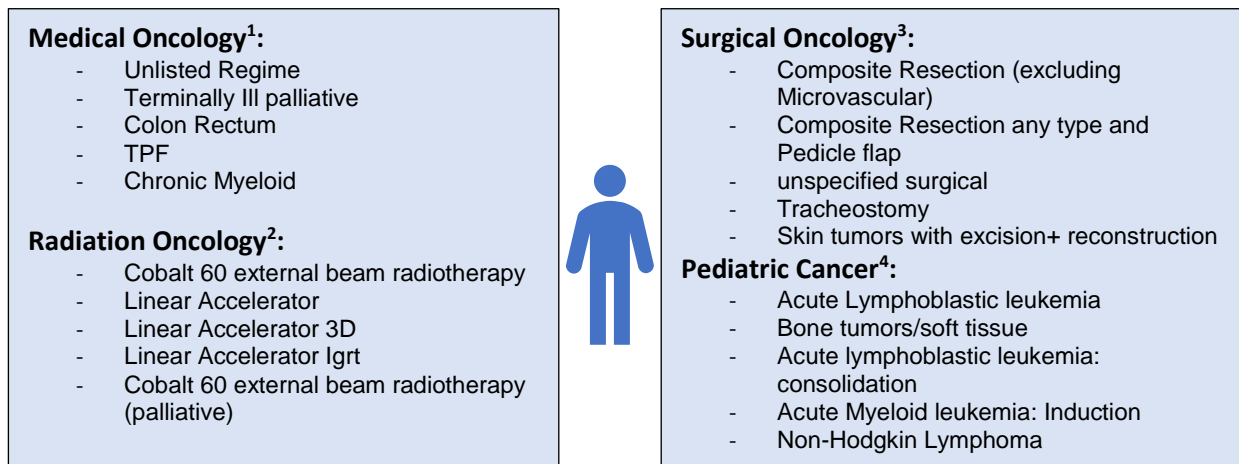 Medical Oncology¹:
- Unlisted Regime
- Terminally Ill palliative
- Colon Rectum
- TPF
- Chronic Myeloid
Radiation Oncology²:
- Cobalt 60 external beam radiotherapy
- Linear Accelerator
- Linear Accelerator 3D
- Linear Accelerator Igrt
- Cobalt 60 external beam radiotherapy
(palliative)
Surgical Oncology³:
- Composite Resection (excluding
Microvascular)
- Composite Resection any type and
Pedicle flap
- unspecified surgical
- Tracheostomy
- Skin tumors with excision+ reconstruction
Pediatric Cancer⁴:
- Acute Lymphoblastic leukemia
- Bone tumors/soft tissue
- Acute lymphoblastic leukemia:
consolidation
- Acute Myeloid leukemia: Induction
- Non-Hodgkin Lymphoma